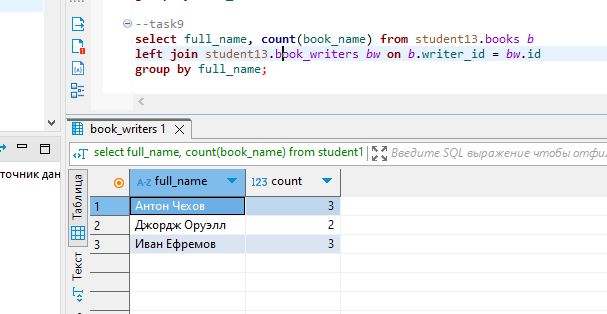 --task9
select full_name, count(book_name) from student13.books b
left join student13.book_writers bw on b.writer_id = bw.id
group by full_name;
book_writers 1
select full_name, count(book_name) from student1
Введите SQL выражение чтобы отфил
точник дан
Таблица
Текст
A-Z full_name
123 count
1 Антон Чехов 3
2 Джордж Оруэлл 2
3 Иван Ефремов 3